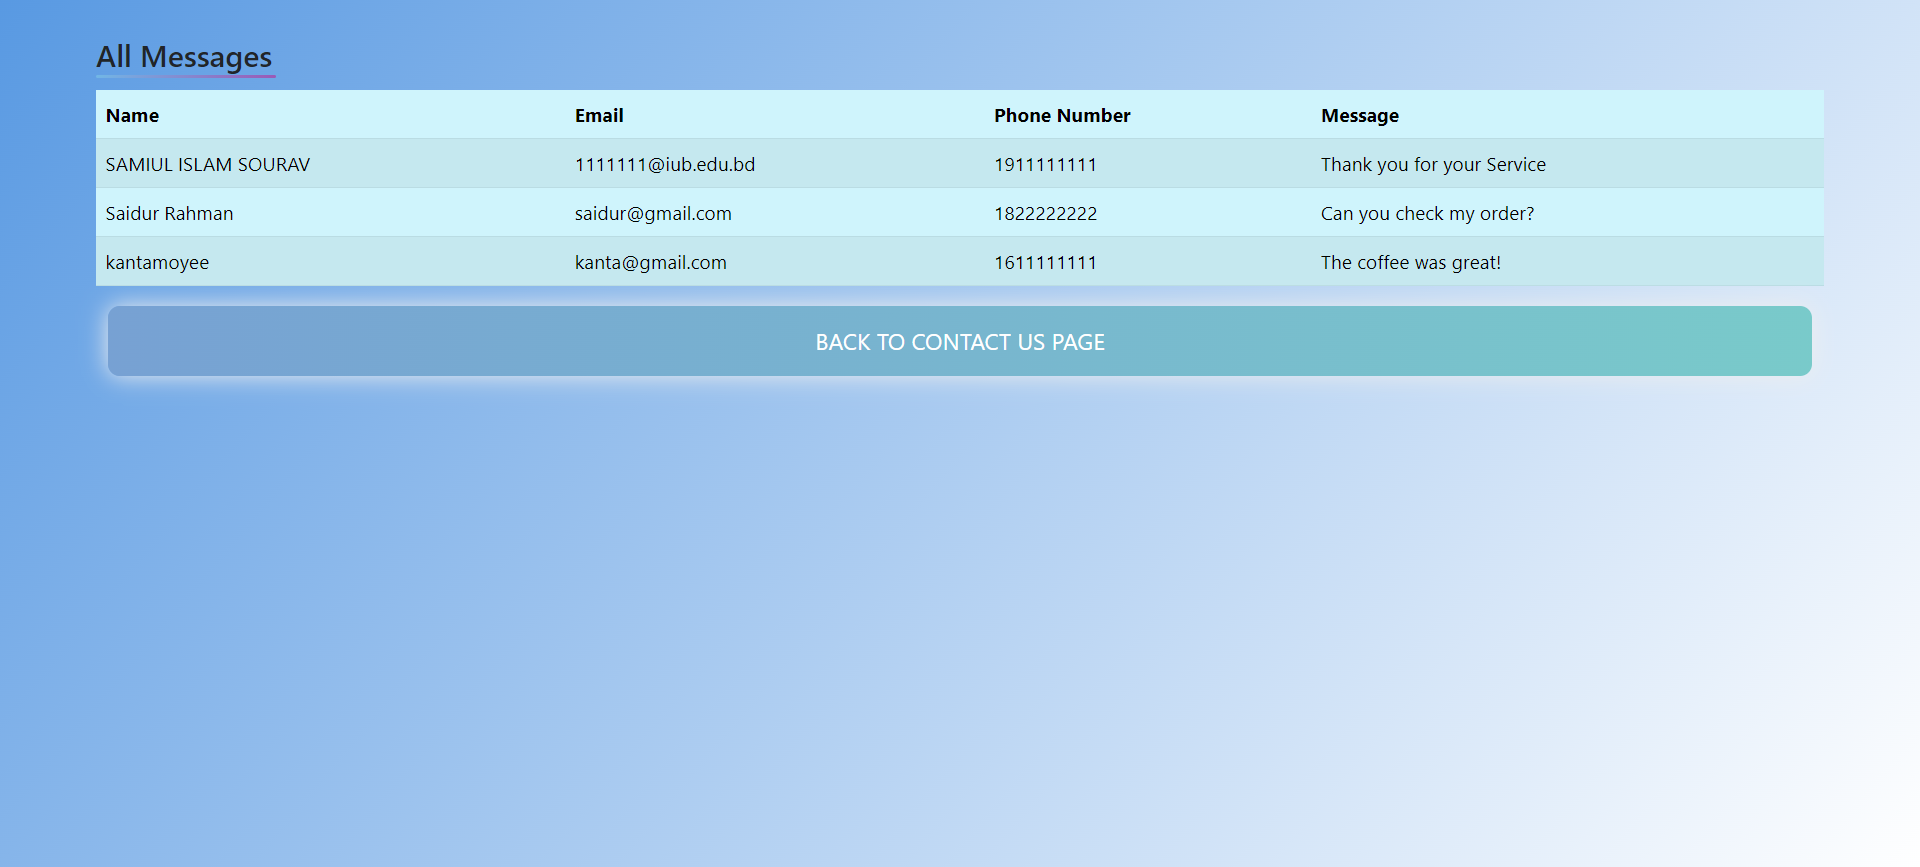 All Messages
Name Email Phone Number Message
SAMIUL ISLAM SOURAV 1111111@iub.edu.bd 1911111111 Thank you for your Service
Saidur Rahman saidur@gmail.com 1822222222 Can you check my order?
kantamoyee kanta@gmail.com 1611111111 The coffee was great!
BACK TO CONTACT US PAGE